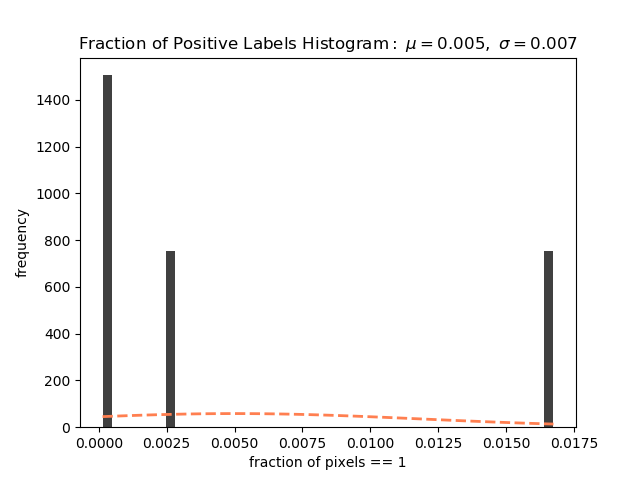 Fraction of Positive Labels Histogram : μ = 0.005, σ = 0.007
frequency
1400
1200
1000
800
600
400
200
0
0.0000 0.0025 0.0050 0.0075 0.0100 0.0125 0.0150 0.0175
fraction of pixels == 1